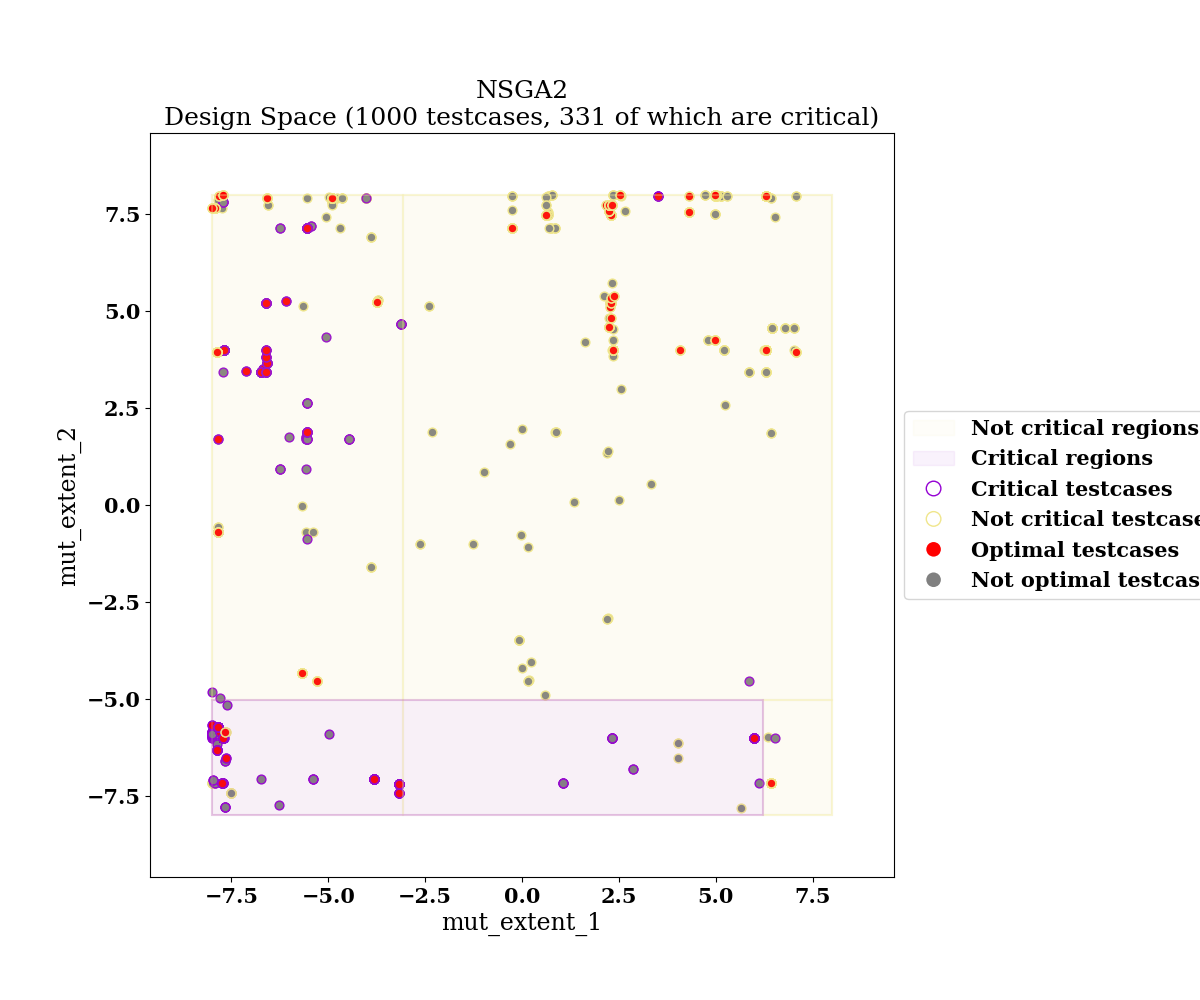 NSGA2
Design Space (1000 testcases, 331 of which are critical)
7.5
5.0
2.5
0.0
−2.5
−5.0
−7.5
mut_extent_2
−7.5
−5.0
−2.5
0.0
2.5
5.0
7.5
mut_extent_1
Not critical regions
Critical regions
Critical testcases
Not critical testcase
Optimal testcases
Not optimal testcas